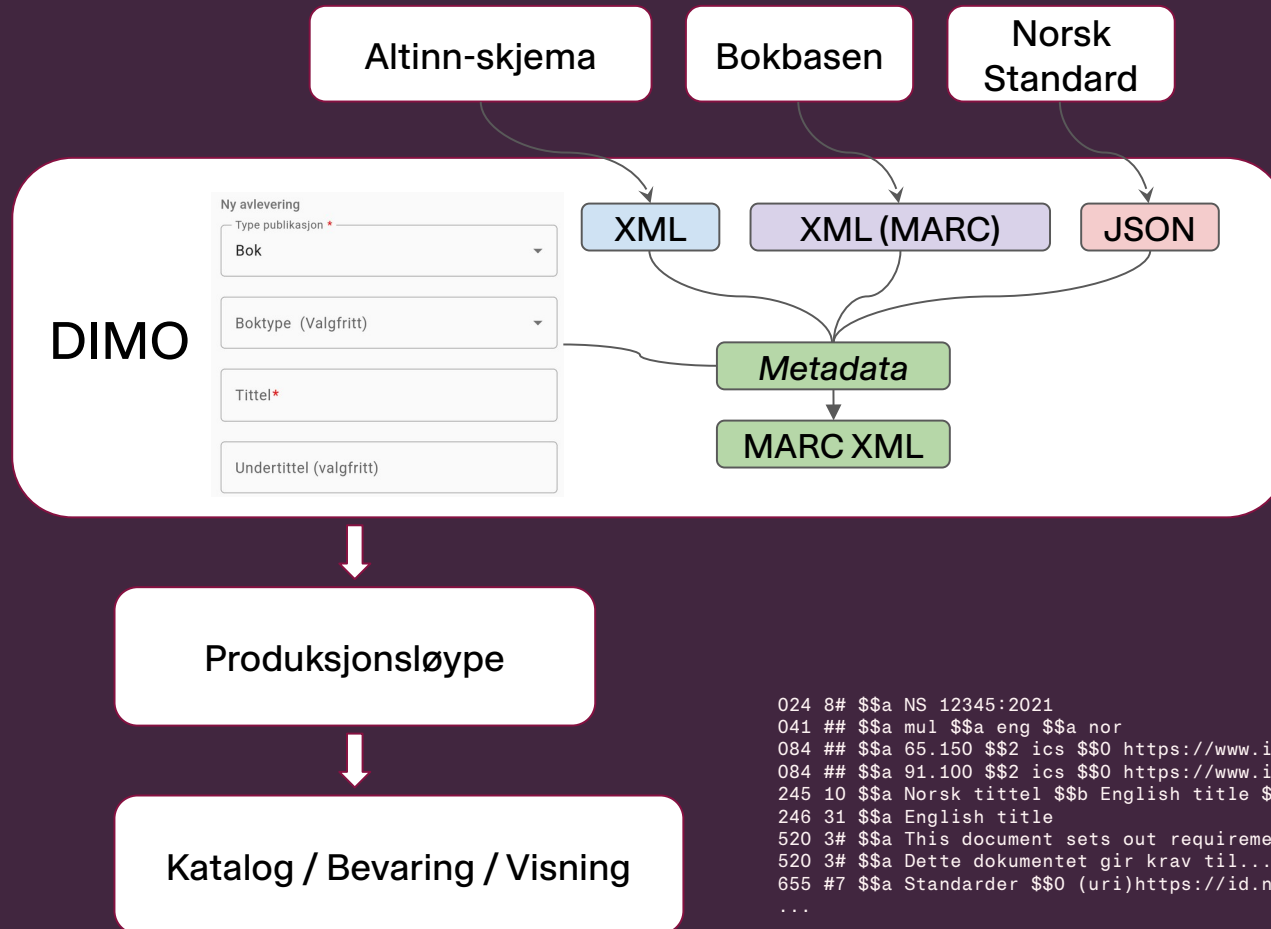 Altinn-skjema
Bokbasen
Norsk
Standard
DIMO
Ny avlevering
Type publikasjon *
Bok
Boktype (Valgfritt)
Tittel*
Undertittel (valgfritt)
XML
XML (MARC)
JSON
Metadata
MARC XML
Produksjonsløype
Katalog / Bevaring / Visning
024 8# $$a NS 12345:2021
041 ## $$a mul $$a eng $$a nor
084 ## $$a 65.150 $$2 ics $$0 https://www.i
084 ## $$a 91.100 $$2 ics $$0 https://www.i
245 10 $$a Norsk tittel $$b English title $
246 31 $$a English title
520 3# $$a This document sets out requireme
520 3# $$a Dette dokumentet gir krav til...
655 #7 $$a Standarder $$0 (uri)https://id.n
...